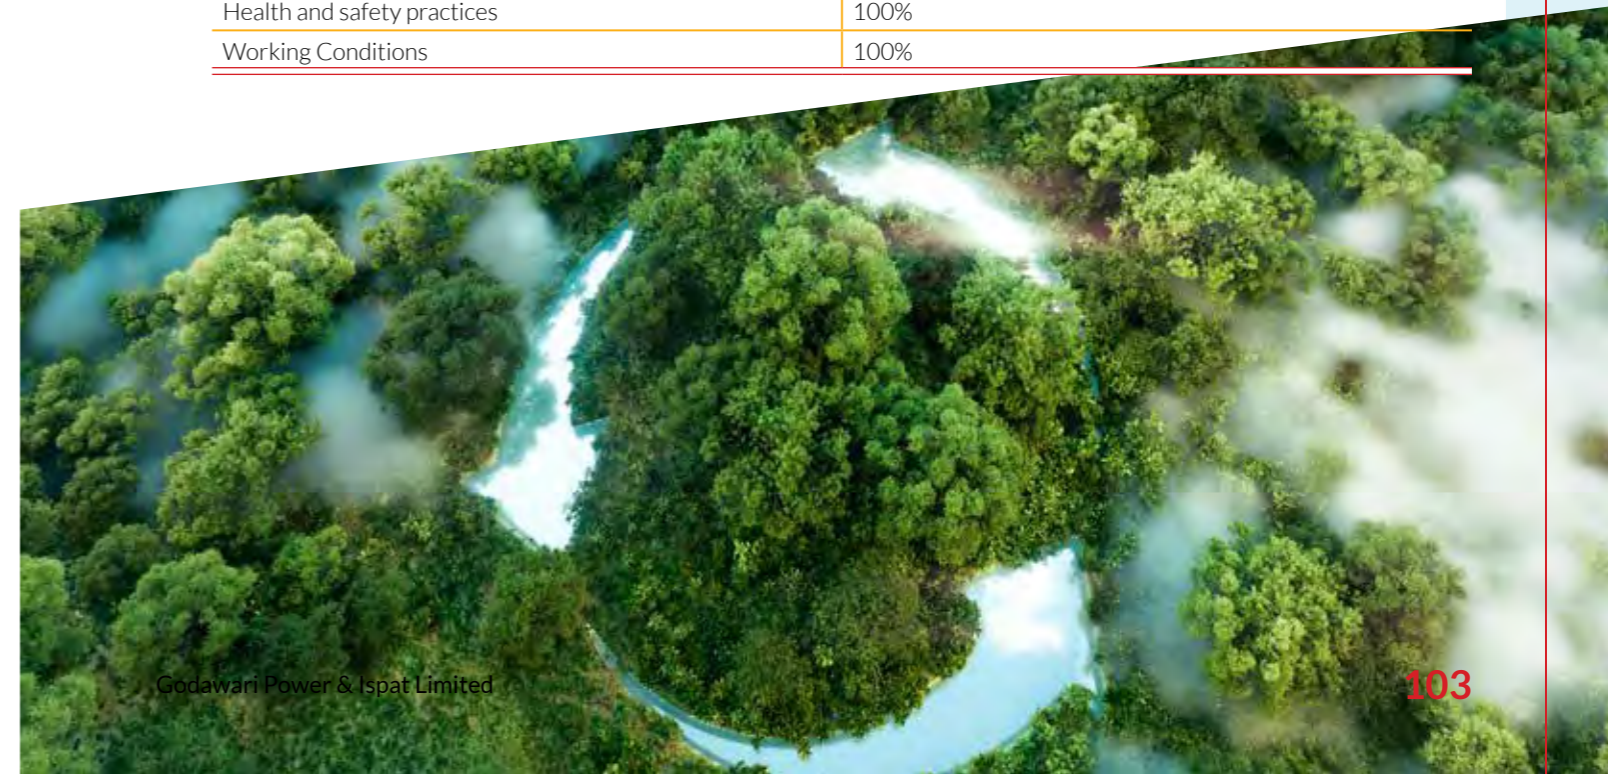 Health and safety practices 100%
Working Conditions 100%
Godawari Power & Ispat Limited 103